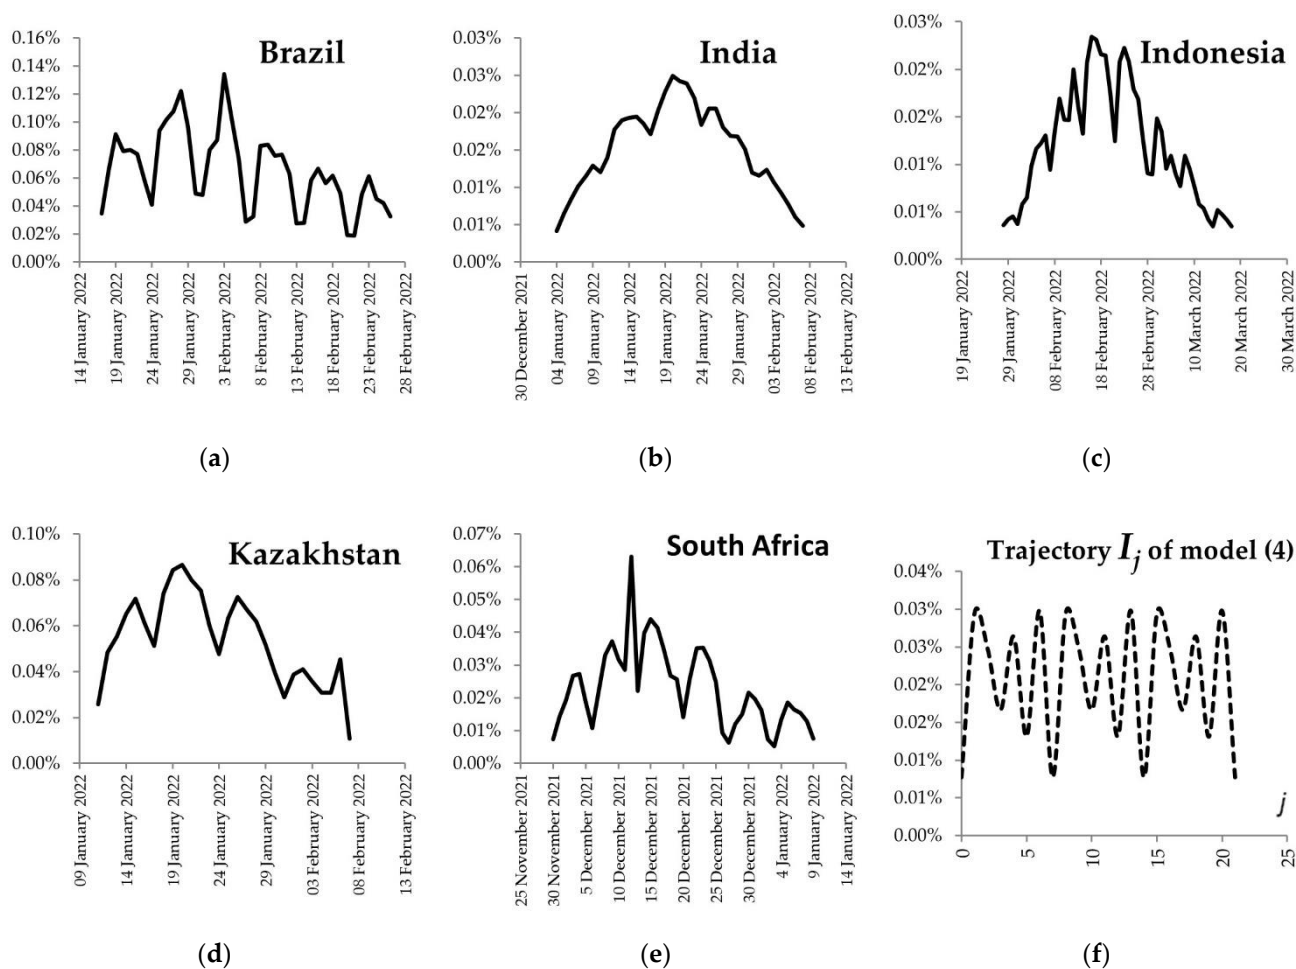 Brazil
0.16%
0.14%
0.12%
0.10%
0.08%
0.06%
0.04%
0.02%
0.00%
14 January 2022
19 January 2022
24 January 2022
29 January 2022
3 February 2022
8 February 2022
13 February 2022
18 February 2022
23 February 2022
28 February 2022
(a)
India
0.03%
0.03%
0.02%
0.02%
0.01%
0.01%
0.00%
30 December 2021
04 January 2022
09 January 2022
14 January 2022
19 January 2022
24 January 2022
29 January 2022
03 February 2022
08 February 2022
13 February 2022
(b)
Indonesia
0.03%
0.02%
0.02%
0.01%
0.01%
0.00%
19 January 2022
29 January 2022
08 February 2022
18 February 2022
28 February 2022
10 March 2022
20 March 2022
30 March 2022
(c)
Kazakhstan
0.10%
0.08%
0.06%
0.04%
0.02%
0.00%
09 January 2022
14 January 2022
19 January 2022
24 January 2022
29 January 2022
03 February 2022
08 February 2022
13 February 2022
(d)
South Africa
0.07%
0.06%
0.05%
0.04%
0.03%
0.02%
0.01%
0.00%
25 November 2021
30 November 2021
5 December 2021
10 December 2021
15 December 2021
20 December 2021
25 December 2021
30 December 2021
4 January 2022
9 January 2022
14 January 2022
(e)
Trajectory Iⱼ of model (4)
0.04%
0.03%
0.03%
0.02%
0.02%
0.01%
0.01%
0.00%
0
5
10
15
20
25
j
(f)